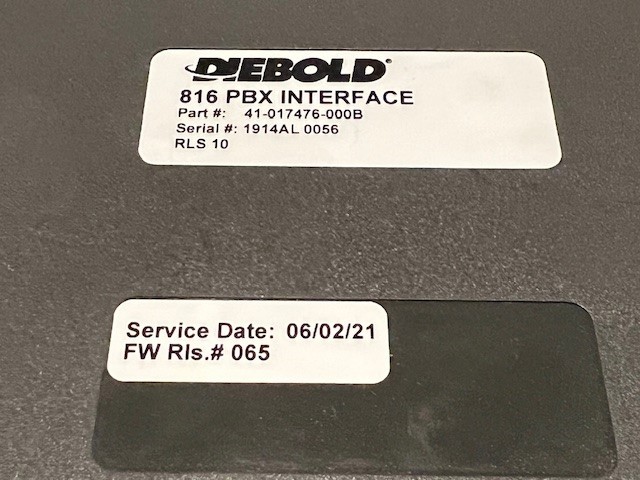 DIEBOLD®
816 PBX INTERFACE
Part #: 41-017476-000B
Serial #: 1914AL 0056
RLS 10
Service Date: 06/02/21
FW Rls.# 065